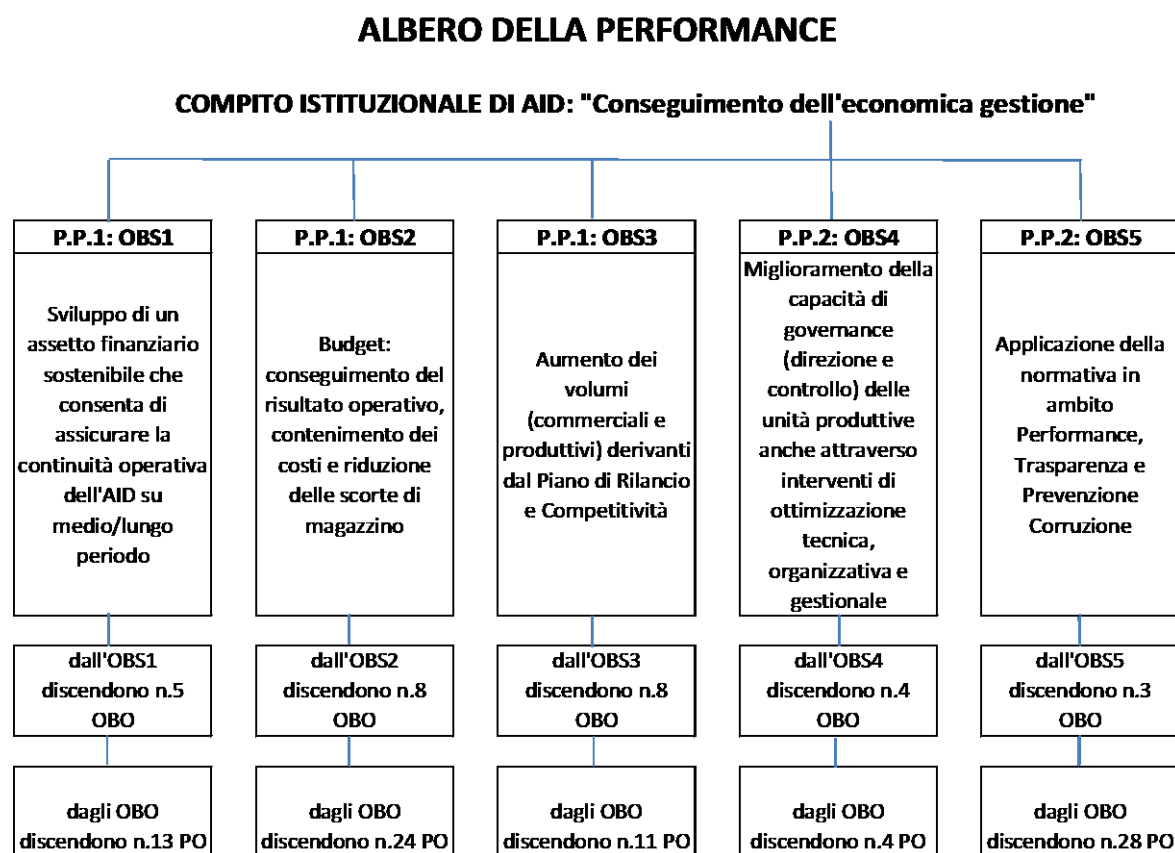 ALBERO DELLA PERFORMANCE
COMPITO ISTITUZIONALE DI AID: "Conseguimento dell'economica gestione"
P.P.1: OBS1
Sviluppo di un
assetto finanziario
sostenibile che
consenta di
assicurare la
continuità operativa
dell'AID su
medio/lungo
periodo
dall'OBS1
discendono n.5
OBO
dagli OBO
discendono n.13 PO
P.P.1: OBS2
Budget:
conseguimento del
risultato operativo,
contenimento dei
costi e riduzione
delle scorte di
magazzino
dall'OBS2
discendono n.8
OBO
dagli OBO
discendono n.24 PO
P.P.1: OBS3
Aumento dei
volumi
(commerciali e
produttivi) derivanti
dal Piano di Rilancio
e Competitività
dall'OBS3
discendono n.8
OBO
dagli OBO
discendono n.11 PO
P.P.2: OBS4
Miglioramento della
capacità di
governance
(direzione e
controllo) delle
unità produttive
anche attraverso
interventi di
ottimizzazione
tecnica,
organizzativa e
gestionale
dall'OBS4
discendono n.4
OBO
dagli OBO
discendono n.4 PO
P.P.2: OBS5
Applicazione della
normativa in
ambito
Performance,
Trasparenza e
Prevenzione
Corruzione
dall'OBS5
discendono n.3
OBO
dagli OBO
discendono n.28 PO